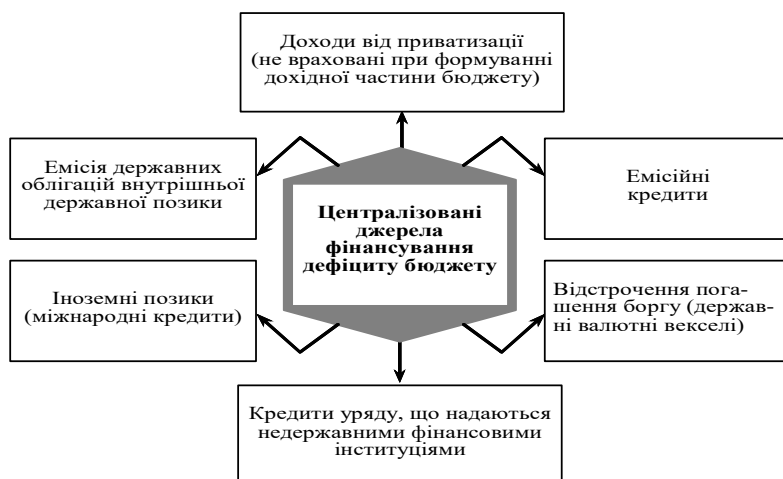 Доходи від приватизації
(не враховані при формуванні
дохідної частини бюджету)
Емісія державних
облігацій внутрішньої
державної позики
Емісійні
кредити
Централізовані
джерела
фінансування
дефіциту бюджету
Іноземні позики
(міжнародні кредити)
Відстрочення пога-
шення боргу (держав-
ні валютні векселі)
Кредити уряду, що надаються
недержавними фінансовими
інституціями